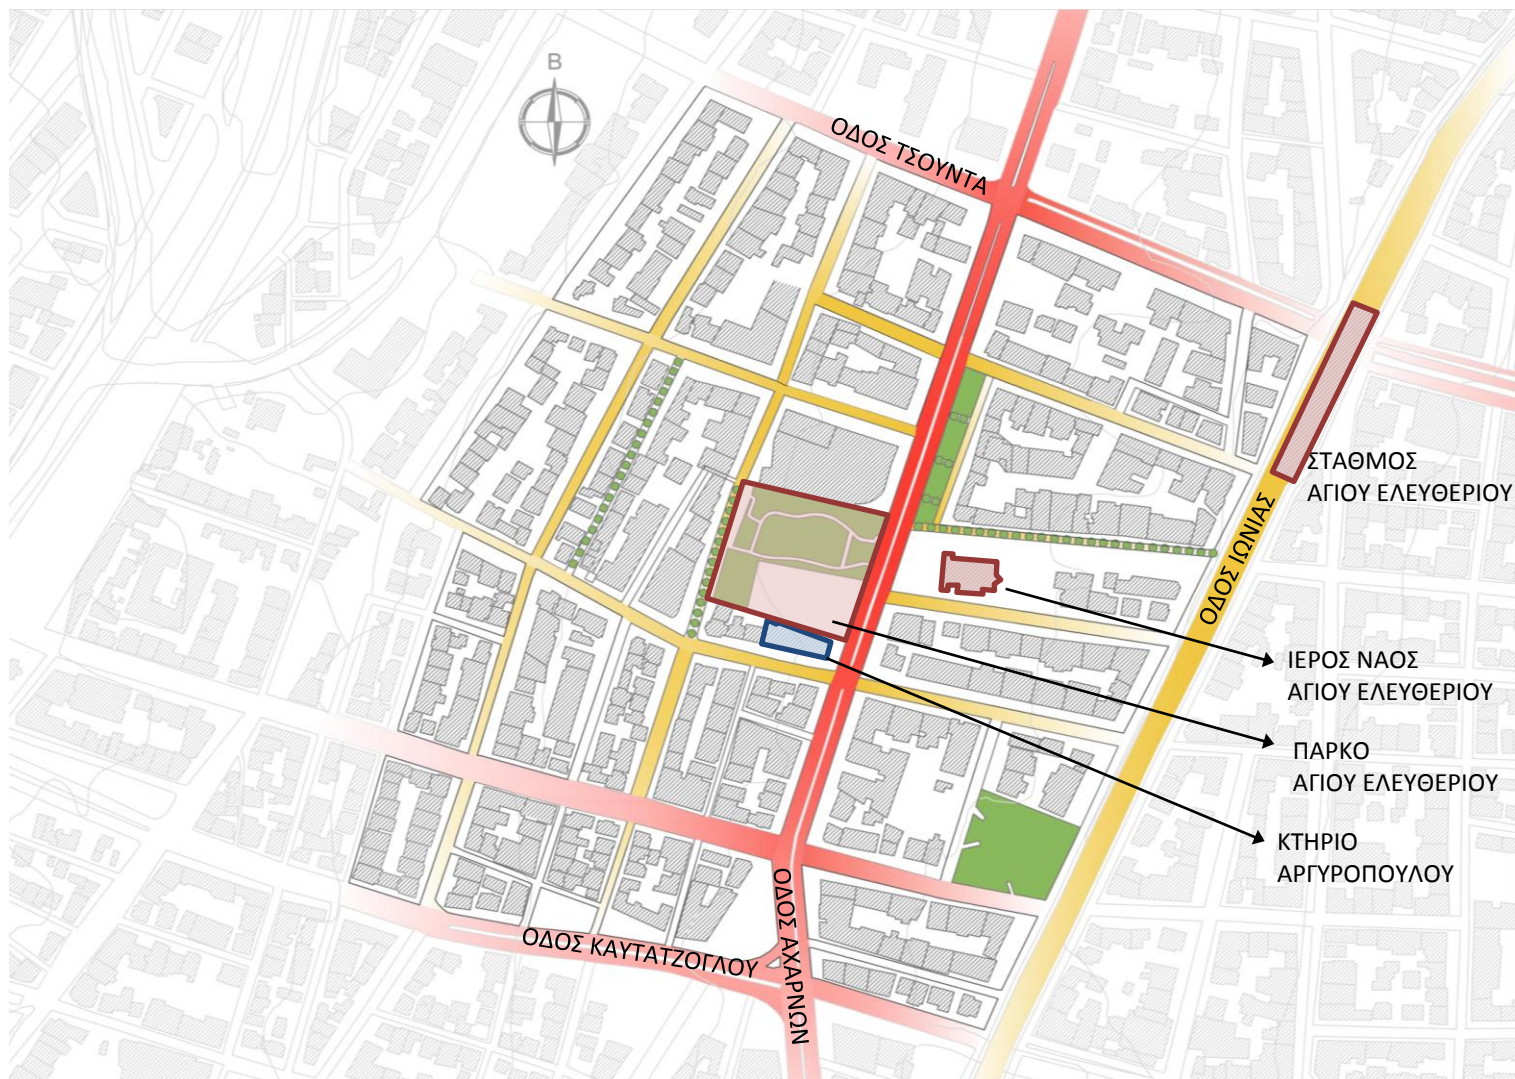 Β
ΟΔΟΣ ΤΣΟΥΝΤΑ
ΣΤΑΘΜΟΣ
ΑΓΙΟΥ ΕΛΕΥΘΕΡΙΟΥ
ΟΔΟΣ ΙΩΝΙΑΣ
ΙΕΡΟΣ ΝΑΟΣ
ΑΓΙΟΥ ΕΛΕΥΘΕΡΙΟΥ
ΠΑΡΚΟ
ΑΓΙΟΥ ΕΛΕΥΘΕΡΙΟΥ
ΚΤΗΡΙΟ
ΑΡΓΥΡΟΠΟΥΛΟΥ
ΟΔΟΣ ΑΧΑΡΝΩΝ
ΟΔΟΣ ΚΑΥΤΑΤΖΟΓΛΟΥ